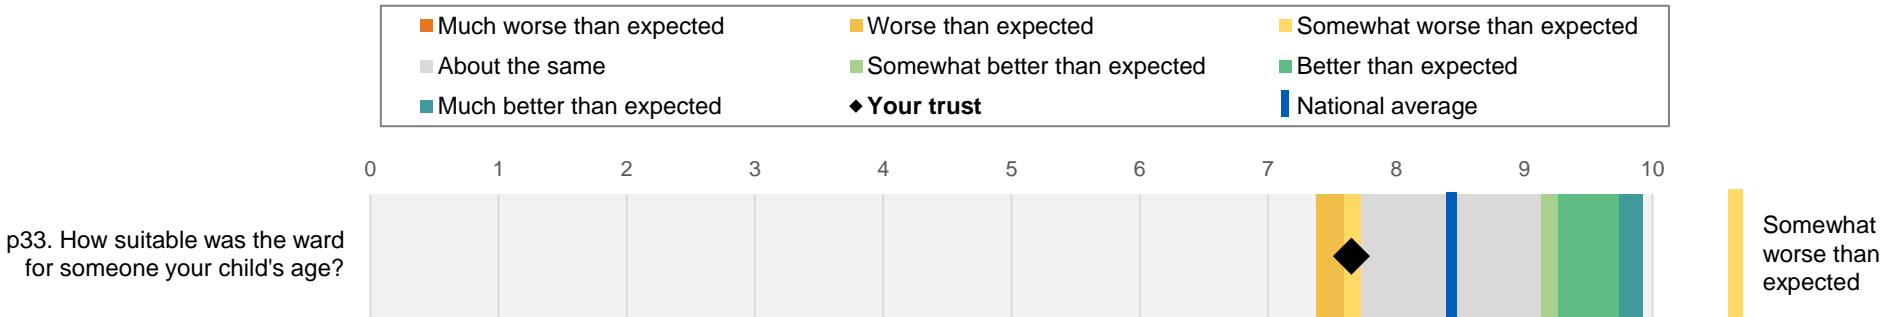 Much worse than expected
Worse than expected
Somewhat worse than expected
About the same
Somewhat better than expected
Better than expected
Much better than expected
Your trust
National average
0 1 2 3 4 5 6 7 8 9 10
p33. How suitable was the ward
for someone your child's age?
Somewhat
worse than
expected